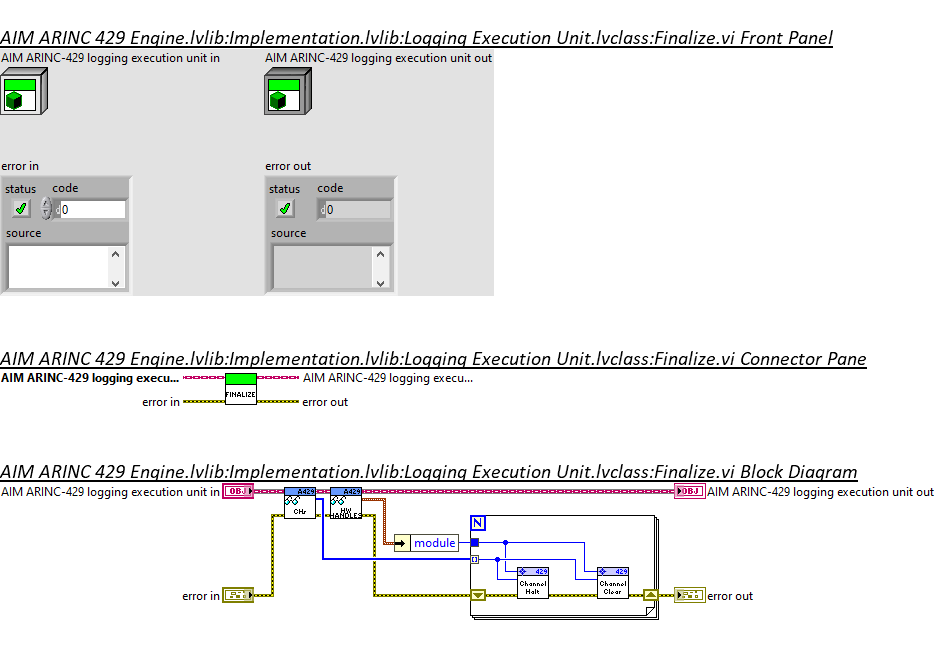 AIM ARINC 429 Engine.lvlib:Implementation.lvlib:Logging Execution Unit.lvclass:Finalize.vi Front Panel
AIM ARINC-429 logging execution unit in
AIM ARINC-429 logging execution unit out
error in
error out
status code
status code
0
0
source
source
AIM ARINC 429 Engine.lvlib:Implementation.lvlib:Logging Execution Unit.lvclass:Finalize.vi Connector Pane
AIM ARINC-429 logging execu...
AIM ARINC-429 logging execu...
FINALIZE
error in
error out
AIM ARINC 429 Engine.lvlib:Implementation.lvlib:Logging Execution Unit.lvclass:Finalize.vi Block Diagram
AIM ARINC-429 logging execution unit in
OBJ
A429
CHs
A429
HW
HANDLES
OBJ
AIM ARINC-429 logging execution unit out
N
module
429
Channel
Halt
429
Channel
Clear
error in
error out